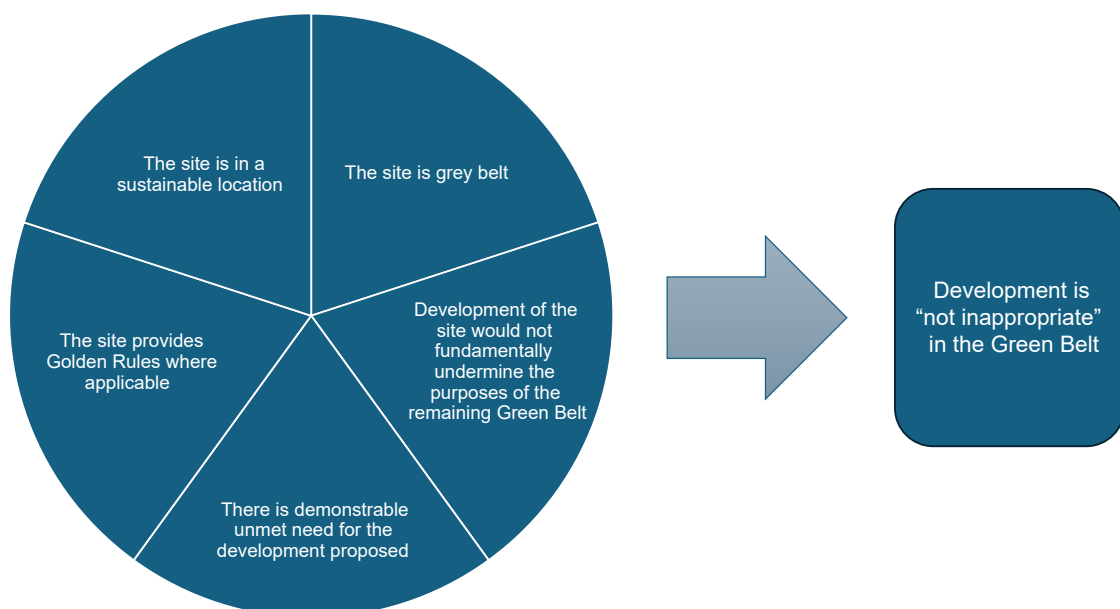 The site is in a
sustainable location
The site is grey belt
Development of the
site would not
fundamentally
undermine the
purposes of the
remaining Green Belt
There is demonstrable
unmet need for the
development proposed
The site provides
Golden Rules where
applicable
Development is
“not inappropriate”
in the Green Belt